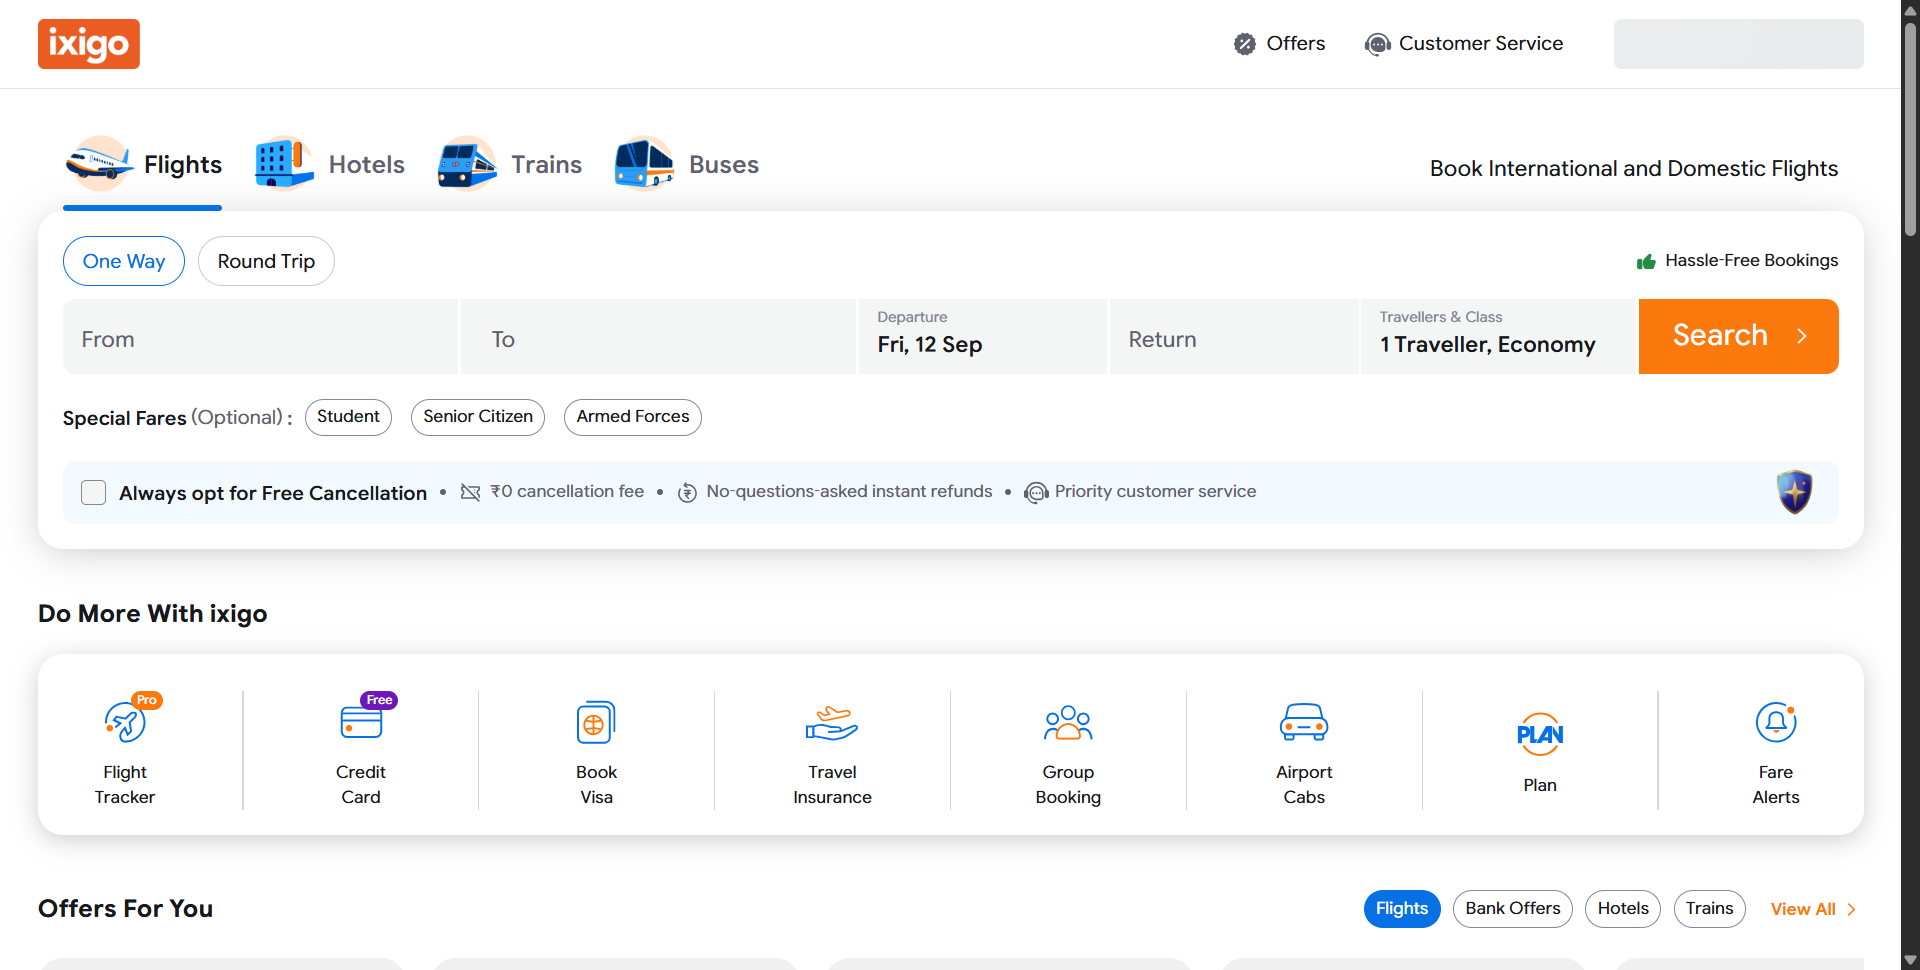 ixigo
Offers
Customer Service
Flights
Hotels
Trains
Buses
Book International and Domestic Flights
One Way
Round Trip
Hassle-Free Bookings
From
To
Departure
Fri, 12 Sep
Return
Travellers & Class
1 Traveller, Economy
Search
Special Fares (Optional) :
Student
Senior Citizen
Armed Forces
Always opt for Free Cancellation • ₹0 cancellation fee • No-questions-asked instant refunds • Priority customer service
Do More With ixigo
Pro
Flight
Tracker
Free
Credit
Card
Book
Visa
Travel
Insurance
Group
Booking
Airport
Cabs
PLAN
Plan
Fare
Alerts
Offers For You
Flights
Bank Offers
Hotels
Trains
View All